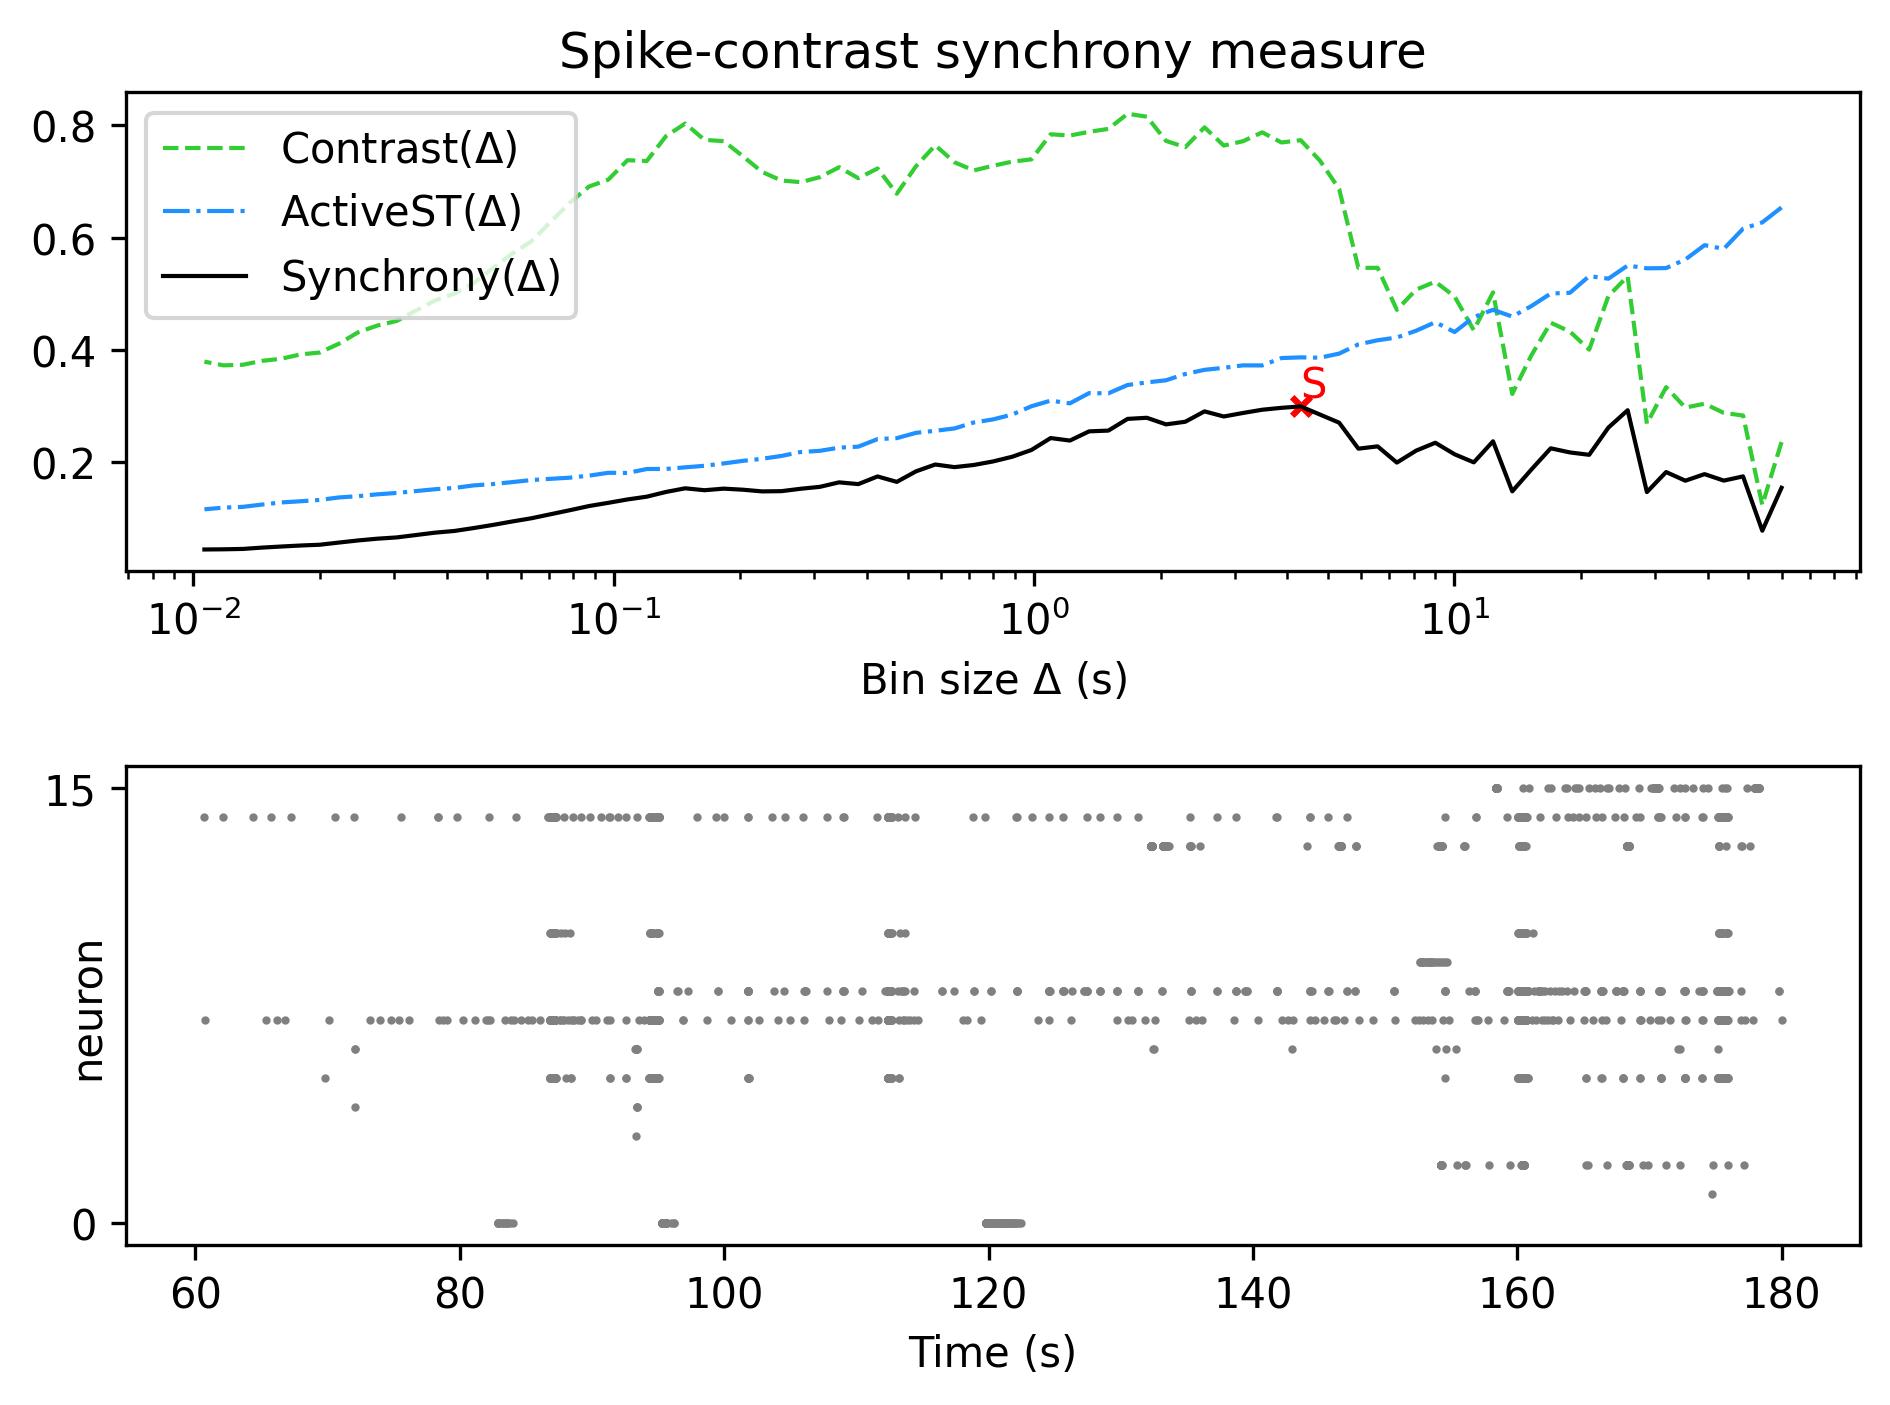 Spike-contrast synchrony measure
0.8
0.6
0.4
0.2
Contrast(Δ)
ActiveST(Δ)
Synchrony(Δ)
S
10⁻² 10⁻¹ 10⁰ 10¹
Bin size Δ (s)
15
0
neuron
60 80 100 120 140 160 180
Time (s)